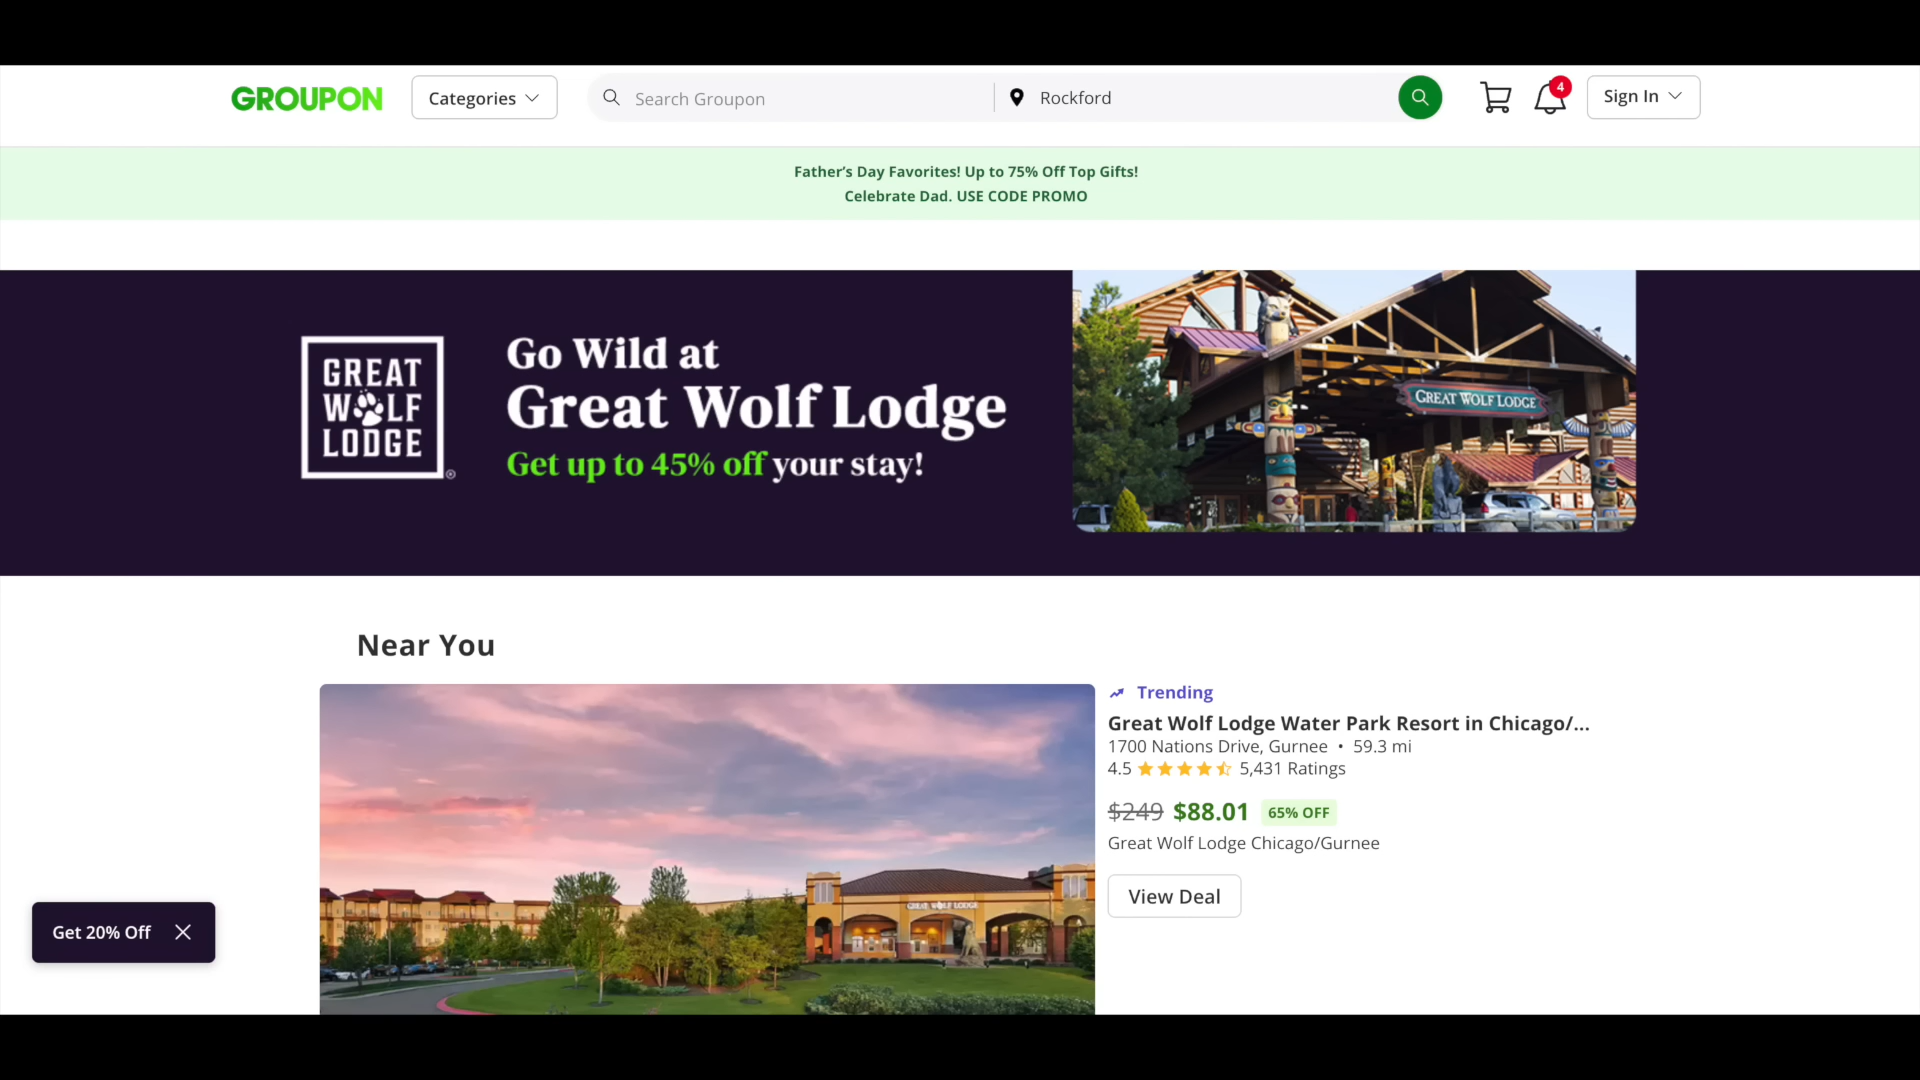 GROUPON
Categories
Search Groupon
Rockford
4
Sign In
Father's Day Favorites! Up to 75% Off Top Gifts!
Celebrate Dad. USE CODE PROMO
GREAT
WOLF
LODGE
®
Go Wild at
Great Wolf Lodge
Get up to 45% off your stay!
GREAT WOLF LODGE
Near You
GREAT WOLF LODGE
Trending
Great Wolf Lodge Water Park Resort in Chicago/...
1700 Nations Drive, Gurnee • 59.3 mi
4.5 5,431 Ratings
$249 $88.01 65% OFF
Great Wolf Lodge Chicago/Gurnee
View Deal
Get 20% Off